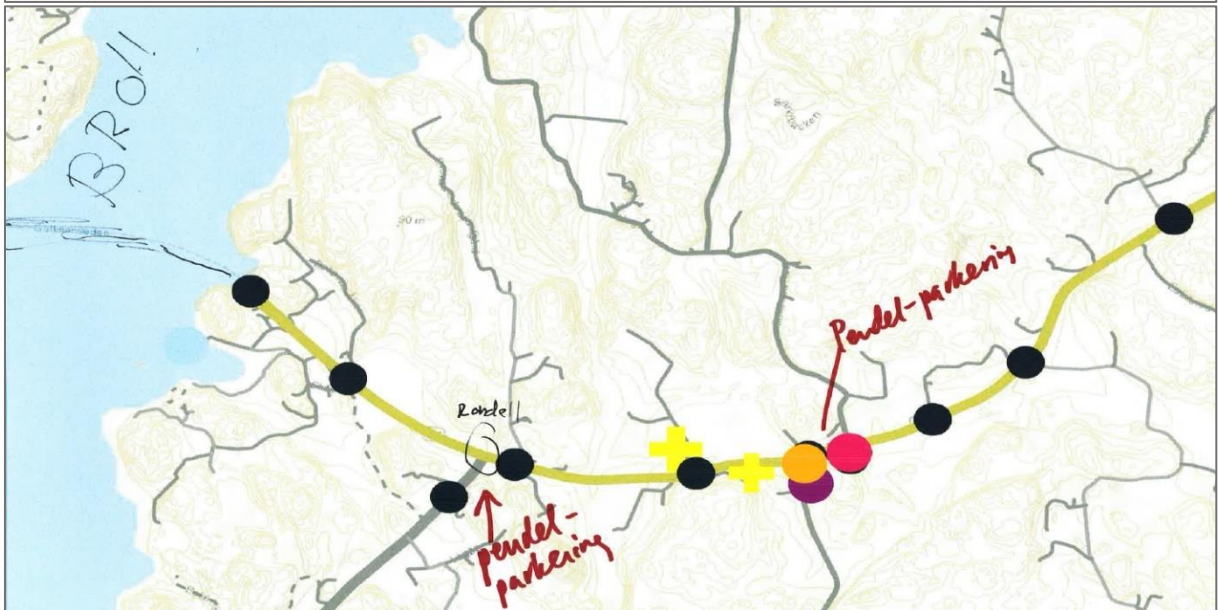 BRO!!
90 m
Pendel-parkering
Rondell
pendel-
parkering